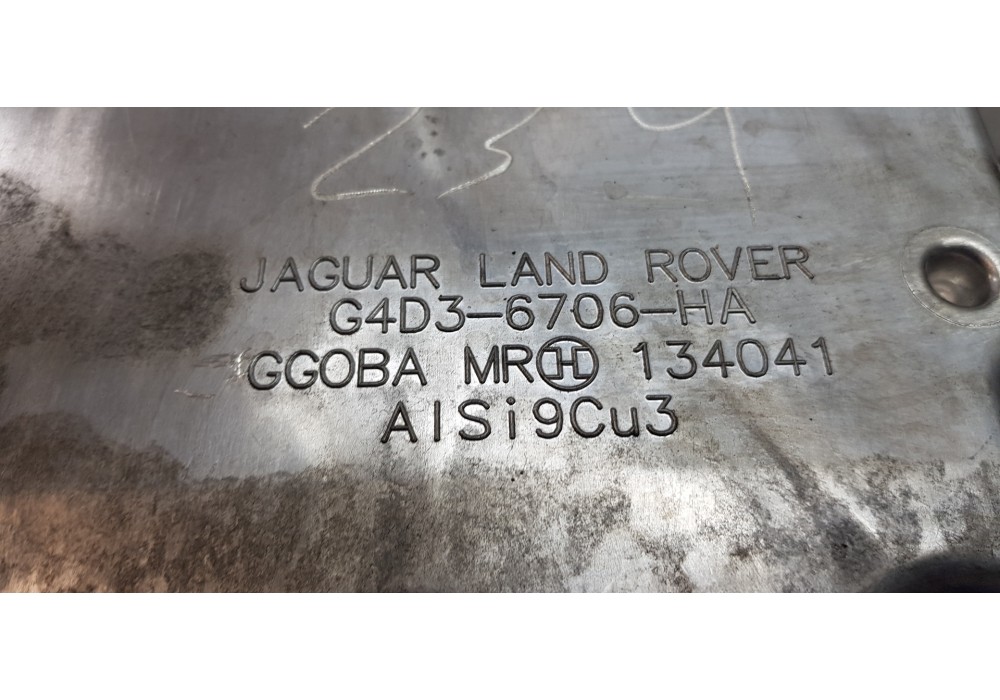 JAGUAR LAND ROVER
G4D3-6706-HA
GGOBA MR H 134041
AlSi9Cu3